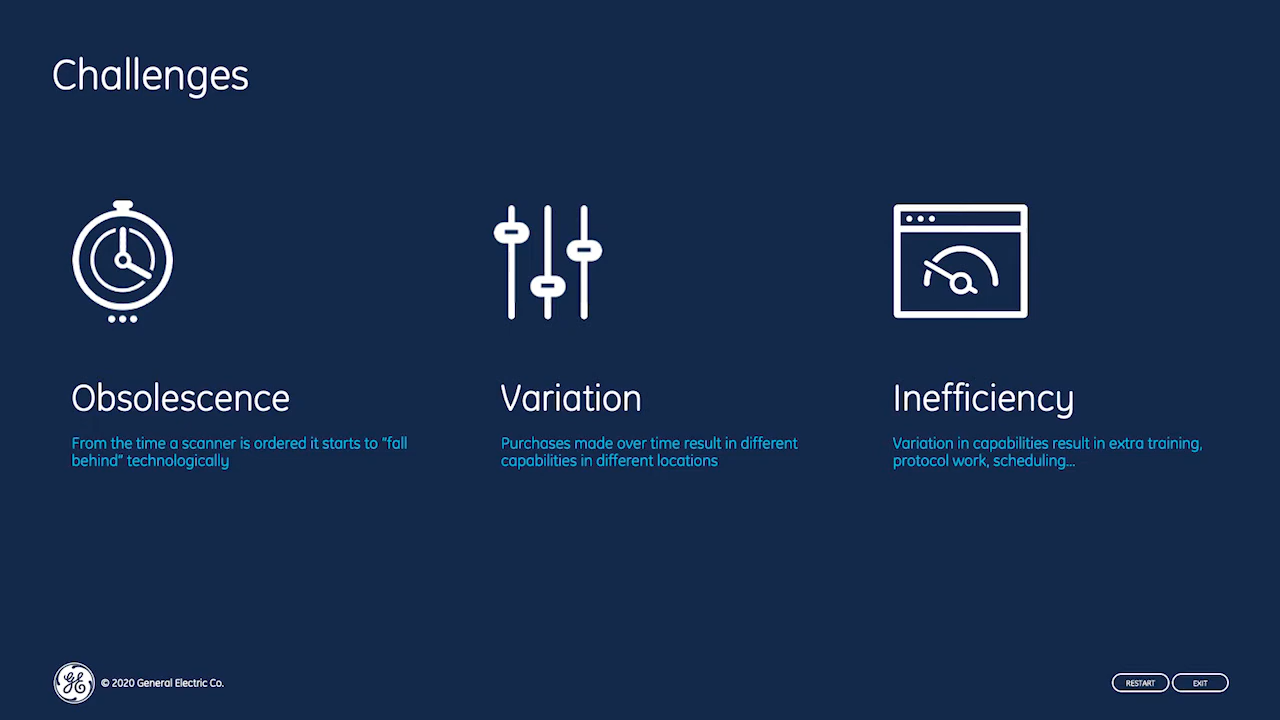 Challenges
Obsolescence
From the time a scanner is ordered it starts to "fall
behind" technologically
Variation
Purchases made over time result in different
capabilities in different locations
Inefficiency
Variation in capabilities result in extra training,
protocol work, scheduling...
GE
© 2020 General Electric Co.
RESTART
EXIT